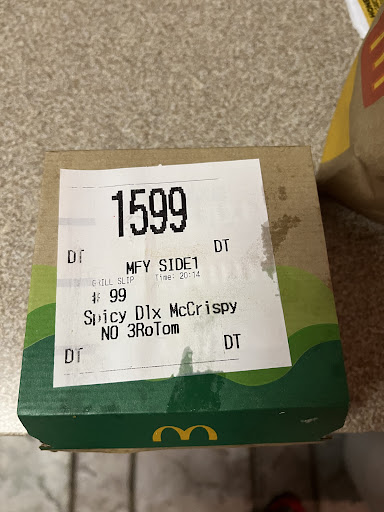 1599
DT DT
MFY SIDE1
GRILL SLIP Time: 20:14
# 99
Spicy Dlx McCrispy
NO 3RoTom
DT DT